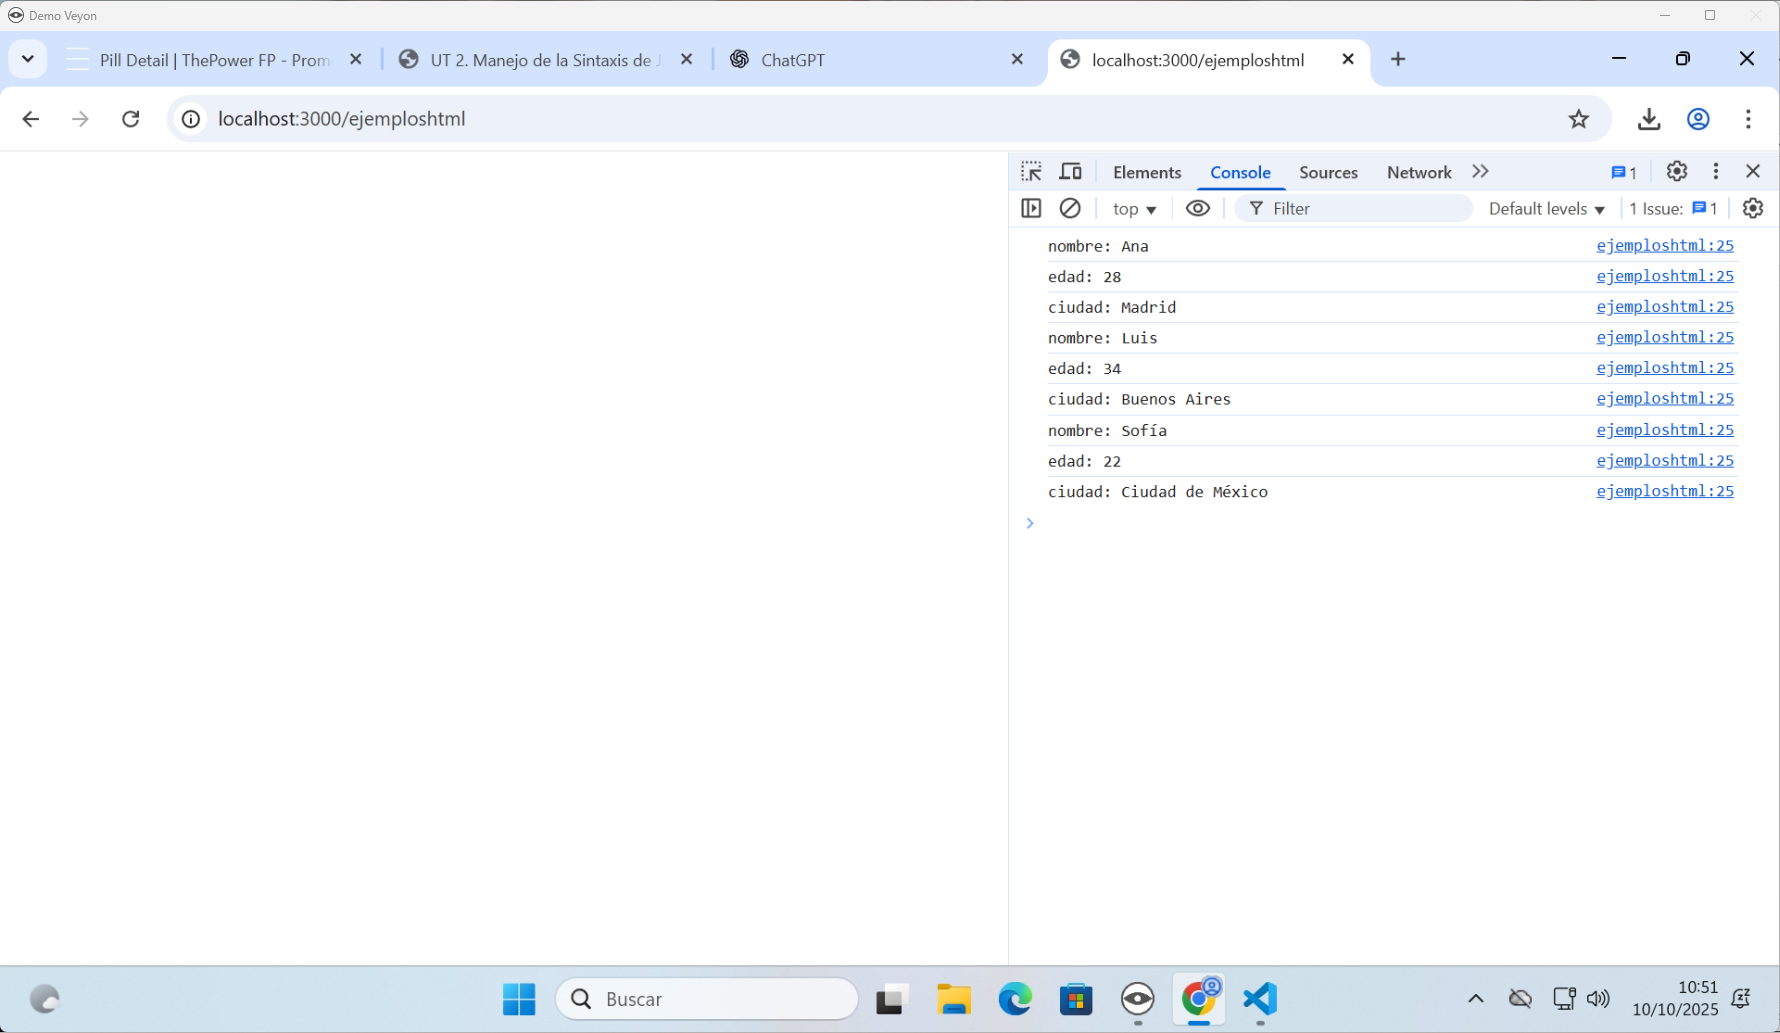 Demo Veyon
Pill Detail | ThePower FP - Prom
UT 2. Manejo de la Sintaxis de J
ChatGPT
localhost:3000/ejemploshtml
localhost:3000/ejemploshtml
Elements
Console
Sources
Network
1
top
Filter
Default levels
1 Issue:
1
nombre: Ana ejemploshtml:25
edad: 28 ejemploshtml:25
ciudad: Madrid ejemploshtml:25
nombre: Luis ejemploshtml:25
edad: 34 ejemploshtml:25
ciudad: Buenos Aires ejemploshtml:25
nombre: Sofía ejemploshtml:25
edad: 22 ejemploshtml:25
ciudad: Ciudad de México ejemploshtml:25
Buscar
10:51
10/10/2025